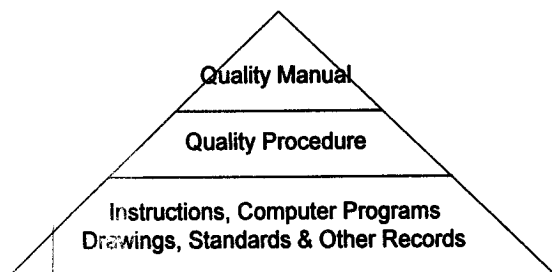 Quality Manual
Quality Procedure
Instructions, Computer Programs
Drawings, Standards & Other Records